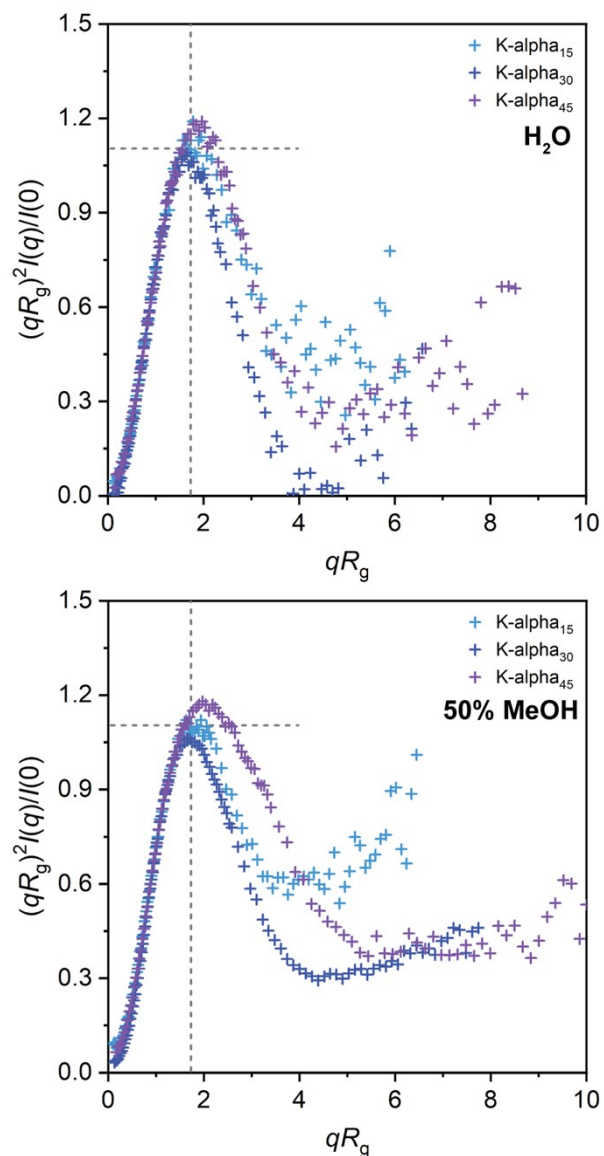 1.5
1.2
0.9
0.6
0.3
0.0
(qRg)²I(q)/I(0)
K-alpha₁₅
K-alpha₃₀
K-alpha₄₅
H₂O
0 2 4 6 8 10
qRg
1.5
1.2
0.9
0.6
0.3
0.0
(qRg)²I(q)/I(0)
K-alpha₁₅
K-alpha₃₀
K-alpha₄₅
50% MeOH
0 2 4 6 8 10
qRg